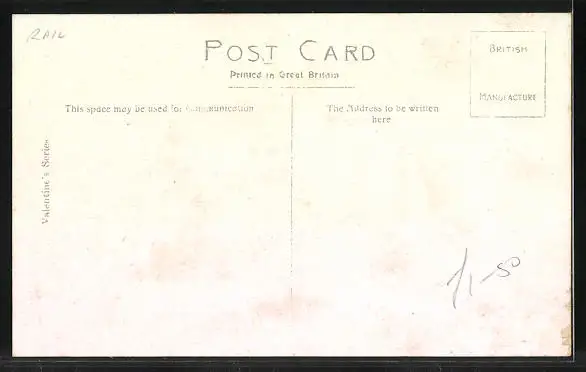 RAIL
POST CARD
Printed in Great Britain
BRITISH
MANUFACTURE
This space may be used for communication
The Address to be written
here
Valentine's Series
1-50